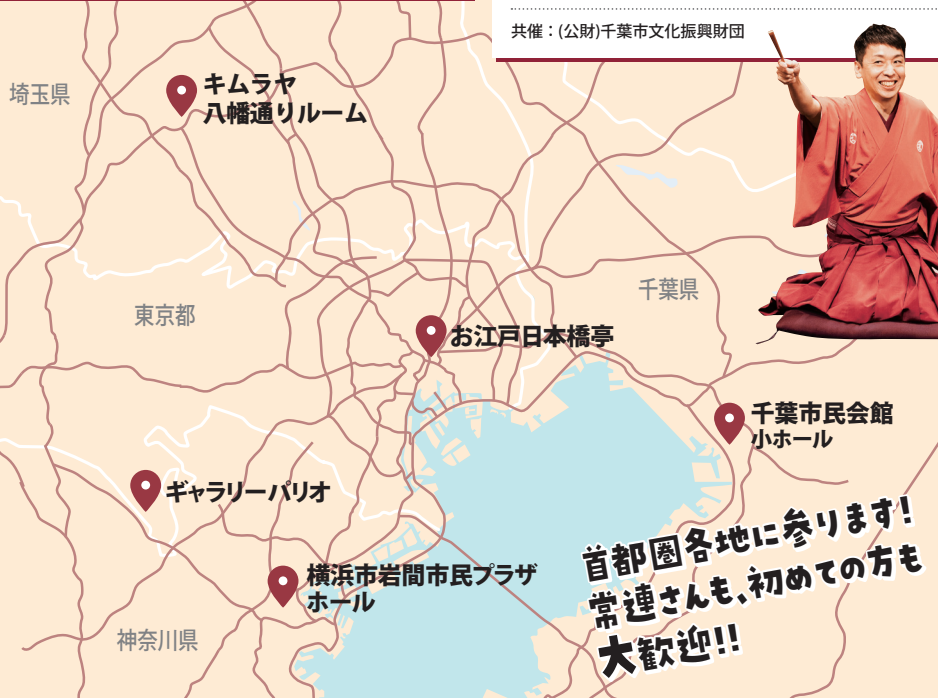 共催：(公財)千葉市文化振興財団
埼玉県
キムラヤ
八幡通りルーム
東京都
千葉県
お江戸日本橋亭
千葉市民会館
小ホール
ギャラリーパリオ
横浜市岩間市民プラザ
ホール
神奈川県
首都圏各地に参ります!
常連さんも、初めての方も
大歓迎!!